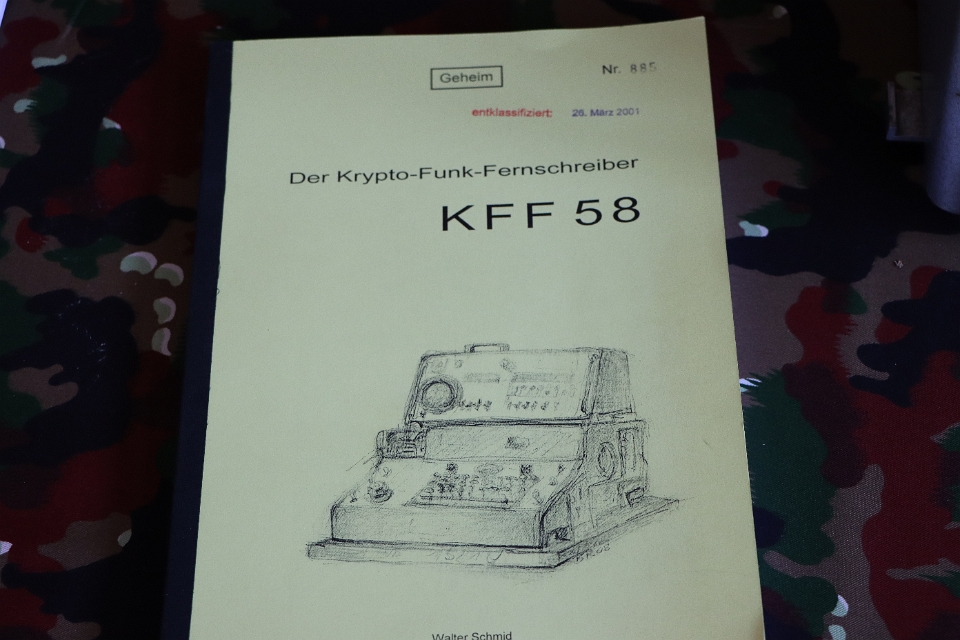 Geheim
Nr. 885
entklassifiziert: 26. März 2001
Der Krypto-Funk-Fernschreiber
KFF 58
Walter Schmid